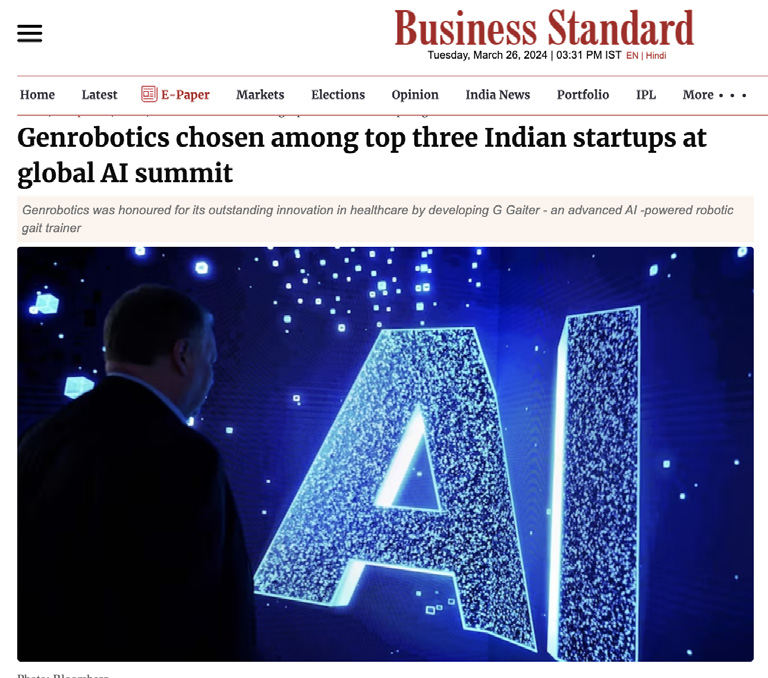 Business Standard
Tuesday, March 26, 2024 | 03:31 PM IST EN | Hindi
Home Latest E-Paper Markets Elections Opinion India News Portfolio IPL More • • •
Genrobotics chosen among top three Indian startups at
global AI summit
Genrobotics was honoured for its outstanding innovation in healthcare by developing G Gaiter - an advanced AI -powered robotic
gait trainer
AI
Photo: Bloomberg